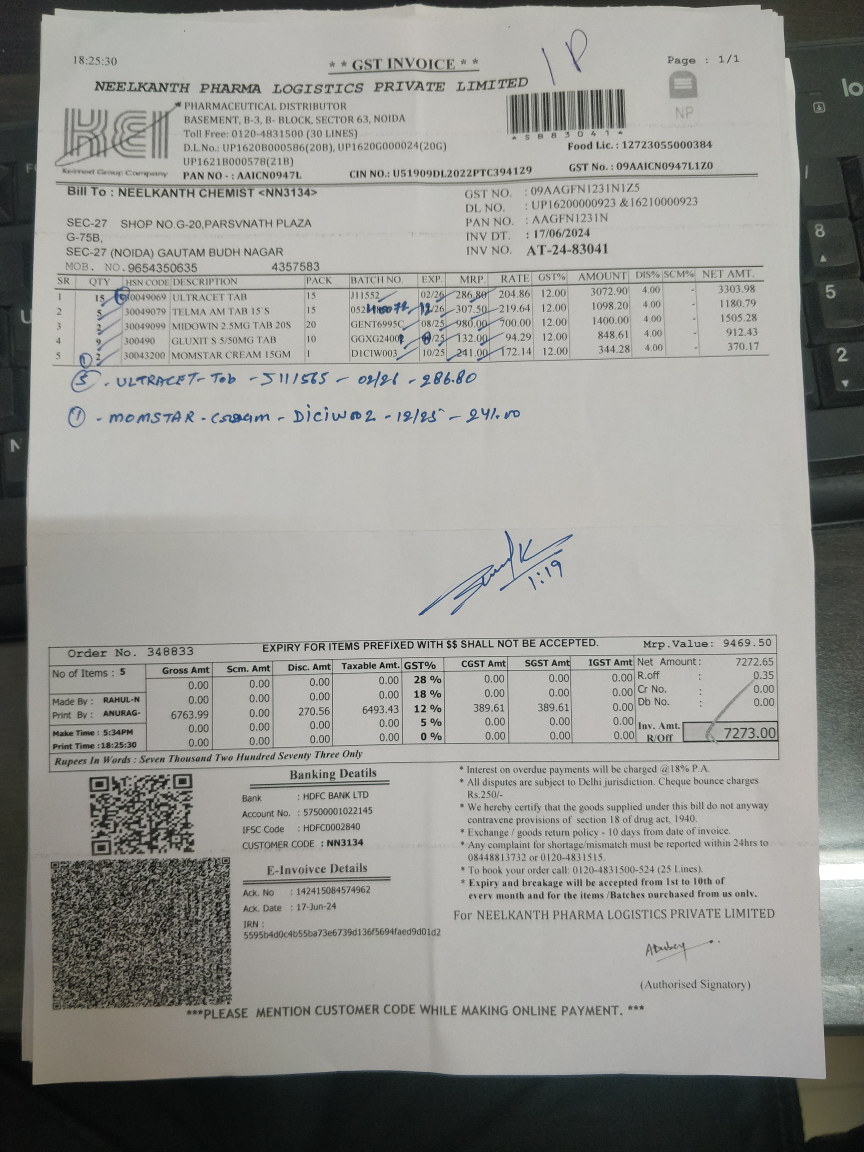 18:25:30
* * GST INVOICE * *
1P
Page : 1/1
NEELKANTH PHARMA LOGISTICS PRIVATE LIMITED
KEI
Keimed Group Company
PHARMACEUTICAL DISTRIBUTOR
BASEMENT, B-3, B- BLOCK, SECTOR 63, NOIDA
Toll Free: 0120-4831500 (30 LINES)
D.L.No.: UP1620B000586(20B), UP1620G000024(20G)
UP1621B000578(21B)
PAN NO - : AAICN0947L
CIN NO.: U51909DL2022PTC394129
*5B83041*
NP
Food Lic. : 12723055000384
GST No. : 09AAICN0947L1Z0
Bill To : NEELKANTH CHEMIST <NN3134>
SEC-27 SHOP NO.G-20,PARSVNATH PLAZA
G-75B,
SEC-27 (NOIDA) GAUTAM BUDH NAGAR
MOB. NO.9654350635 4357583
GST NO. : 09AAGFN1231N1Z5
DL NO. : UP16200000923 &16210000923
PAN NO. : AAGFN1231N
INV DT. : 17/06/2024
INV NO. AT-24-83041
SR QTY HSN CODE DESCRIPTION PACK BATCH NO. EXP. MRP. RATE GST% AMOUNT DIS% SCM% NET AMT.
1 15 30049069 ULTRACET TAB 15 J11552 02/26 286.80 204.86 12.00 3072.90 4.00 - 3303.98
2 5 30049079 TELMA AM TAB 15`S 15 12/26 307.50 219.64 12.00 1098.20 4.00 - 1180.79
3 2 30049099 MIDOWIN 2.5MG TAB 20S 20 GENT6995C 08/25 980.00 700.00 12.00 1400.00 4.00 - 1505.28
4 9 300490 GLUXIT S 5/50MG TAB 10 132.00 94.29 12.00 848.61 4.00 - 912.43
5 2 30043200 MOMSTAR CREAM 15GM 1 D1CIW003 10/25 241.00 172.14 12.00 344.28 4.00 - 370.17
5 - ULTRACET - Tab - J111565 - 02/26 - 286.80
1 - MOMSTAR - Cream - D1C1W002 - 12/25 - 241.00
1:19
Order No. 348833 EXPIRY FOR ITEMS PREFIXED WITH $$ SHALL NOT BE ACCEPTED. Mrp.Value: 9469.50
No of Items : 5
Made By : RAHUL-N
Print By : ANURAG-
Make Time : 5:34PM
Print Time :18:25:30
Gross Amt Scm. Amt Disc. Amt Taxable Amt. GST% CGST Amt SGST Amt IGST Amt
0.00 0.00 0.00 0.00 28 % 0.00 0.00 0.00
0.00 0.00 0.00 0.00 18 % 0.00 0.00 0.00
6763.99 0.00 270.56 6493.43 12 % 389.61 389.61 0.00
0.00 0.00 0.00 0.00 5 % 0.00 0.00 0.00
0.00 0.00 0.00 0.00 0 % 0.00 0.00 0.00
Net Amount : 7272.65
R.off : 0.35
Cr No. : 0.00
Db No. : 0.00
Inv. Amt. R/Off 7273.00
Rupees In Words : Seven Thousand Two Hundred Seventy Three Only
Banking Deatils
Bank : HDFC BANK LTD
Account No. : 57500001022145
IFSC Code : HDFC0002840
CUSTOMER CODE : NN3134
E-Invoivce Details
Ack. No : 142415084574962
Ack. Date : 17-Jun-24
IRN :
5595b4d0c4b55ba73e6739d136f5694faed9d01d2
* Interest on overdue payments will be charged @18% P.A.
* All disputes are subject to Delhi jurisdiction. Cheque bounce charges
Rs.250/-
* We hereby certify that the goods supplied under this bill do not anyway
contravene provisions of section 18 of drug act, 1940.
* Exchange / goods return policy - 10 days from date of invoice.
* Any complaint for shortage/mismatch must be reported within 24hrs to
08448813732 or 0120-4831515.
* To book your order call: 0120-4831500-524 (25 Lines).
* Expiry and breakage will be accepted from 1st to 10th of
every month and for the items /Batches purchased from us only.
For NEELKANTH PHARMA LOGISTICS PRIVATE LIMITED
(Authorised Signatory)
***PLEASE MENTION CUSTOMER CODE WHILE MAKING ONLINE PAYMENT. ***